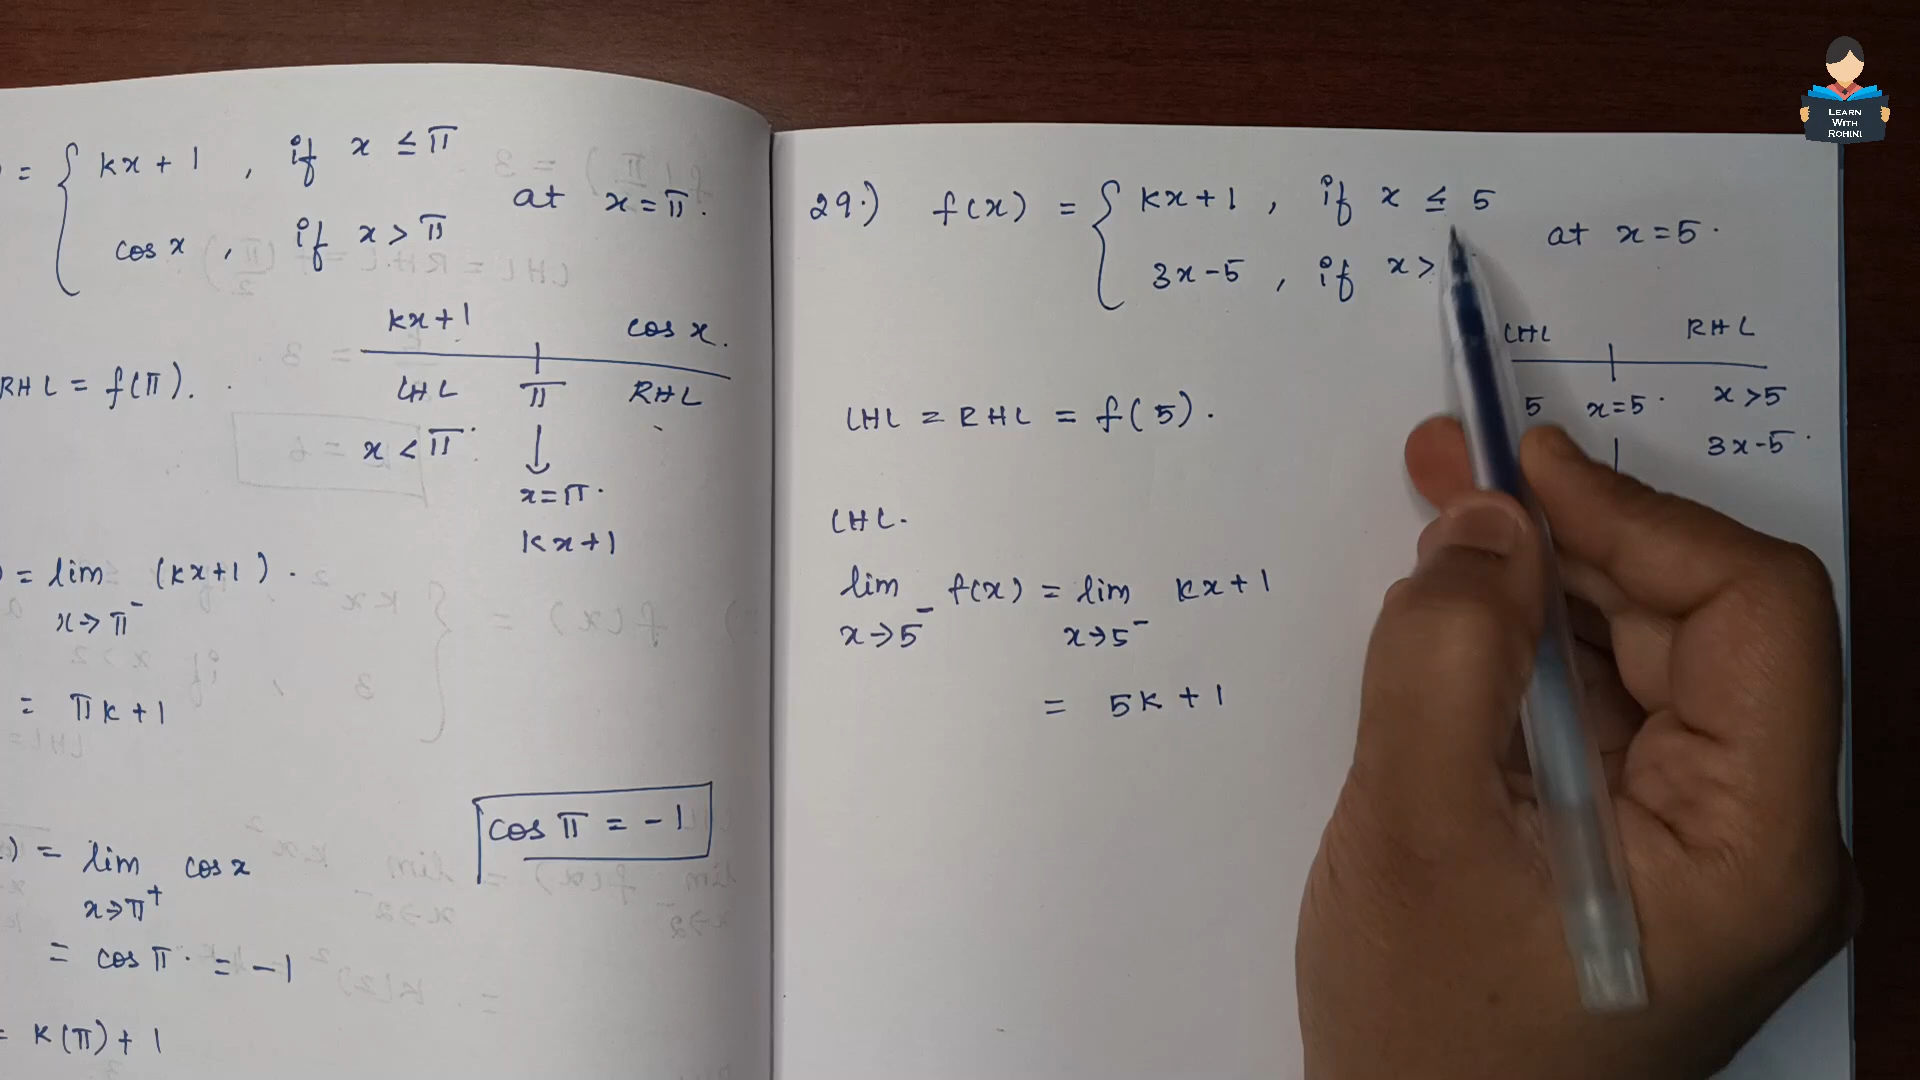 = { kx + 1 , if x ≤ π
cos x , if x > π
at x = π.
kx + 1 cos x.
LHL π RHL
RHL = f(π).
x < π
x = π.
kx + 1
= lim (kx+1).
x→π⁻
= πk + 1
cos π = -1
) = lim cos x
x→π⁺
= cos π. = -1
= k(π) + 1
29.) f(x) = { kx + 1 , if x ≤ 5
3x - 5 , if x >
at x = 5.
LHL RHL
5 x = 5. x > 5
3x - 5.
LHL = RHL = f(5).
LHL.
lim f(x) = lim kx + 1
x→5⁻ x→5⁻
= 5k + 1
LEARN
WITH
ROHINI